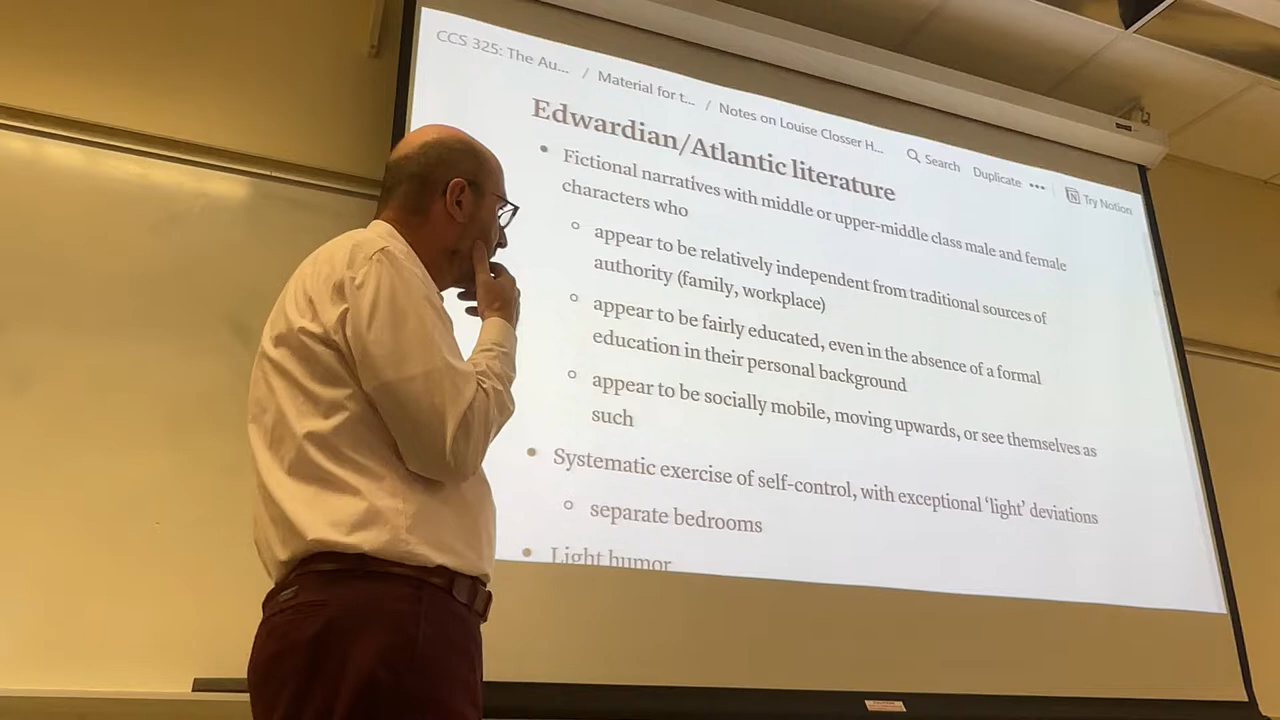 CCS 325: The Au... / Material for t... / Notes on Louise Closser H...
Search Duplicate ••• Try Notion
Edwardian/Atlantic literature
• Fictional narratives with middle or upper-middle class male and female
characters who
◦ appear to be relatively independent from traditional sources of
authority (family, workplace)
◦ appear to be fairly educated, even in the absence of a formal
education in their personal background
◦ appear to be socially mobile, moving upwards, or see themselves as
such
• Systematic exercise of self-control, with exceptional ‘light’ deviations
◦ separate bedrooms
• Light humor